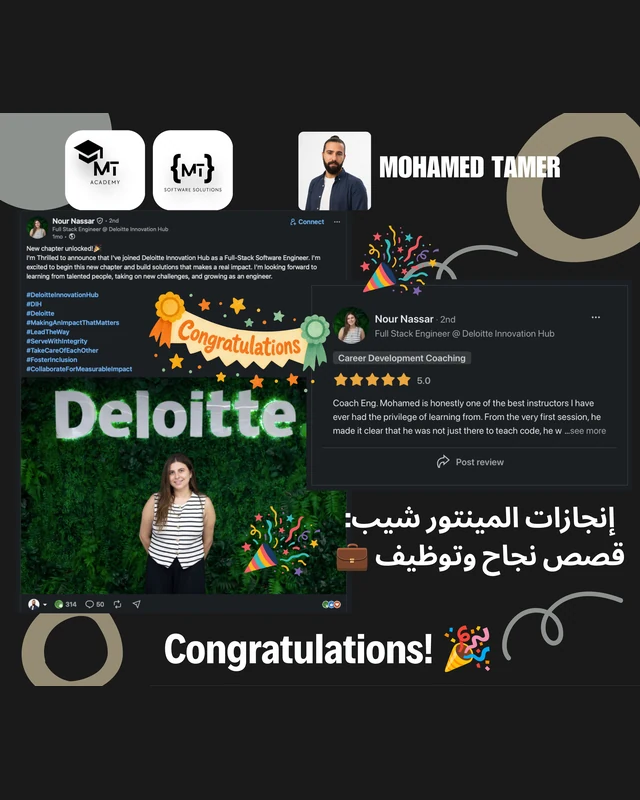 MT
ACADEMY
{MT}
SOFTWARE SOLUTIONS
MOHAMED TAMER
Nour Nassar · 2nd
Full Stack Engineer @ Deloitte Innovation Hub
1mo ·
Connect
New chapter unlocked!🎉
I'm Thrilled to announce that I've joined Deloitte Innovation Hub as a Full-Stack Software Engineer. I'm
excited to begin this new chapter and build solutions that makes a real impact. I'm looking forward to
learning from talented people, taking on new challenges, and growing as an engineer.
#DeloitteInnovationHub
#DIH
#Deloitte
#MakingAnImpactThatMatters
#LeadTheWay
#ServeWithIntegrity
#TakeCareOfEachOther
#FosterInclusion
#CollaborateForMeasurableImpact
Congratulations
Deloitte
314
50
Nour Nassar · 2nd
Full Stack Engineer @ Deloitte Innovation Hub
Career Development Coaching
5.0
Coach Eng. Mohamed is honestly one of the best instructors I have
ever had the privilege of learning from. From the very first session, he
made it clear that he was not just there to teach code, he w ...see more
Post review
إنجازات المينتور شيب:
قصص نجاح وتوظيف 💼
Congratulations! 🎉